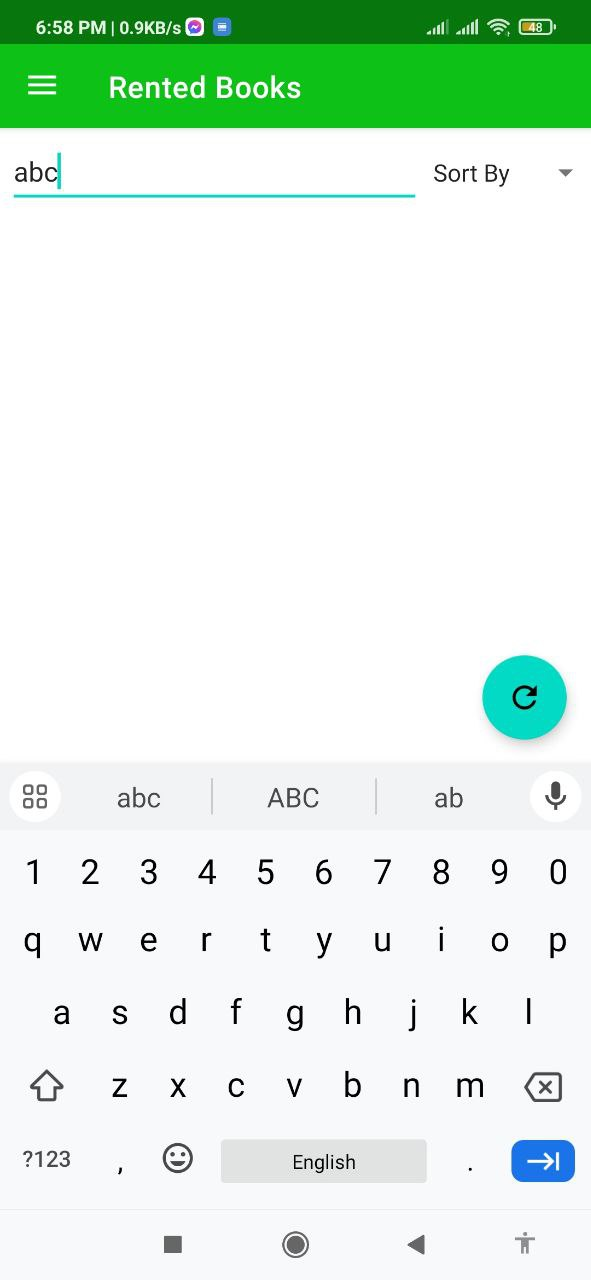 6:58 PM | 0.9KB/s 48
Rented Books
abc Sort By
abc ABC ab
1 2 3 4 5 6 7 8 9 0
q w e r t y u i o p
a s d f g h j k l
z x c v b n m
?123 , English .